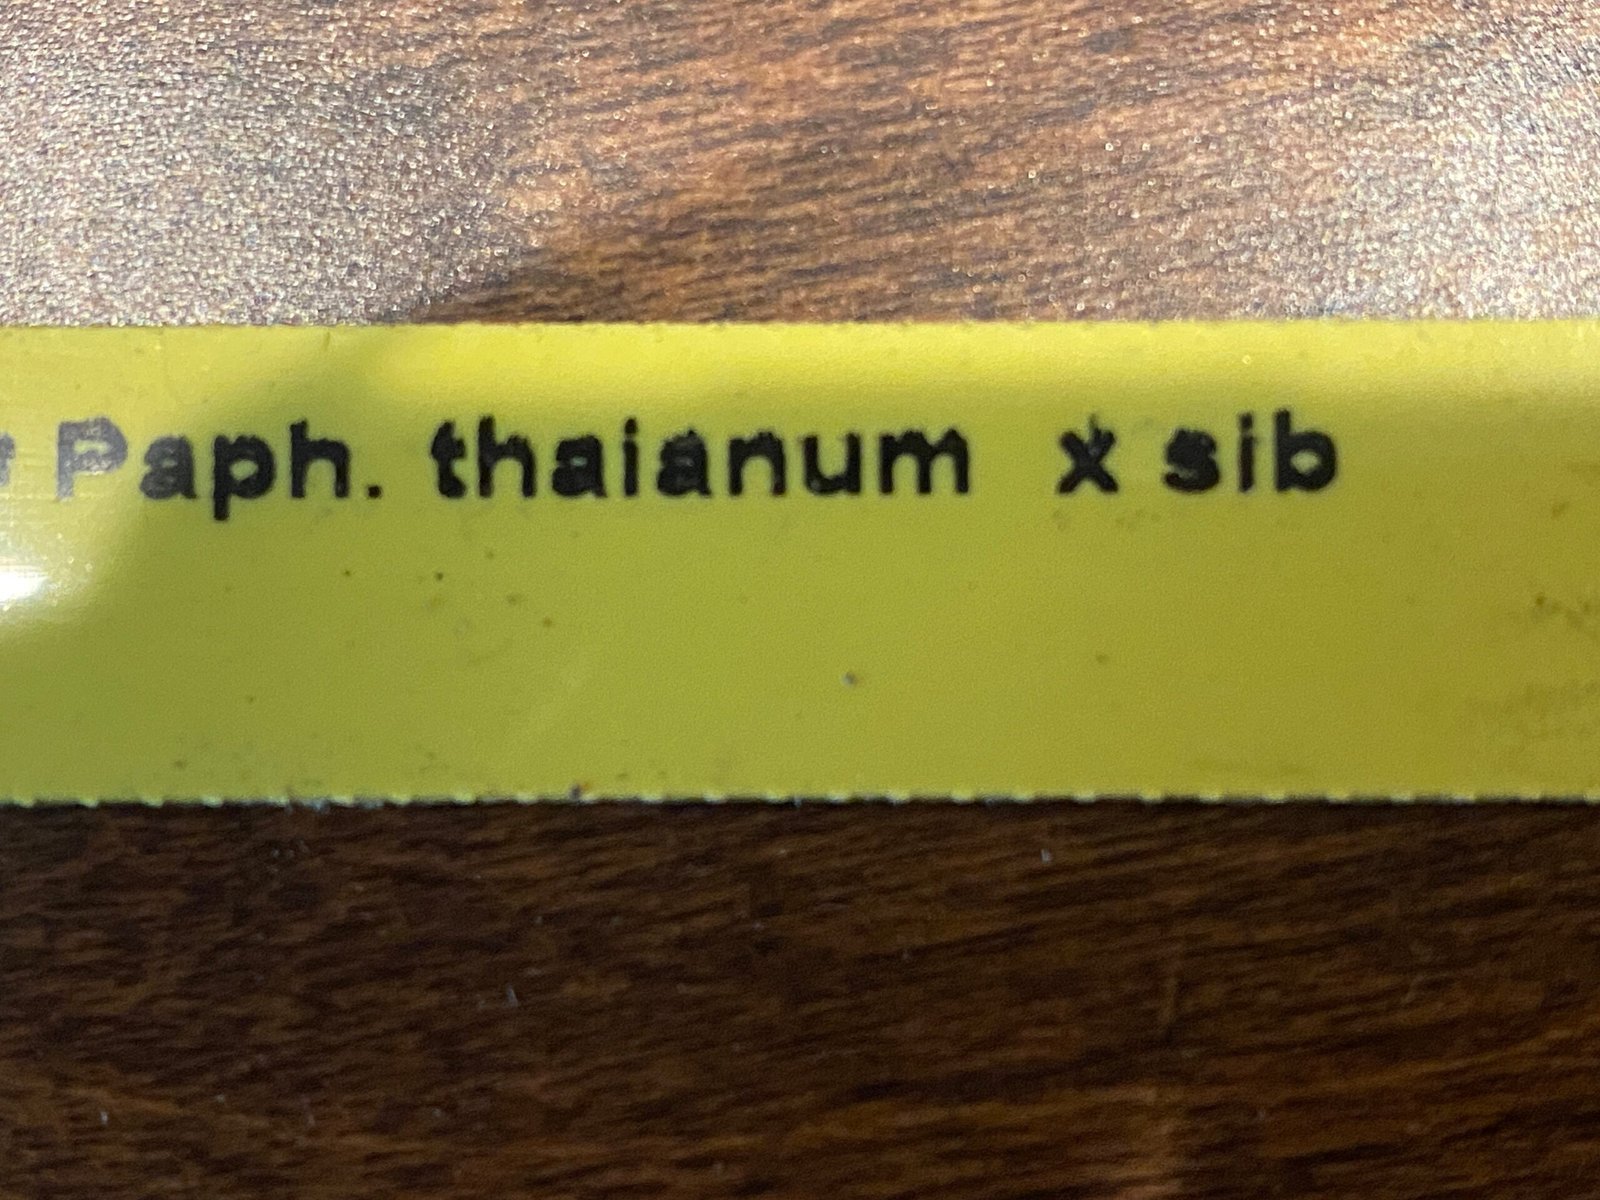 Paph. thaianum x sib